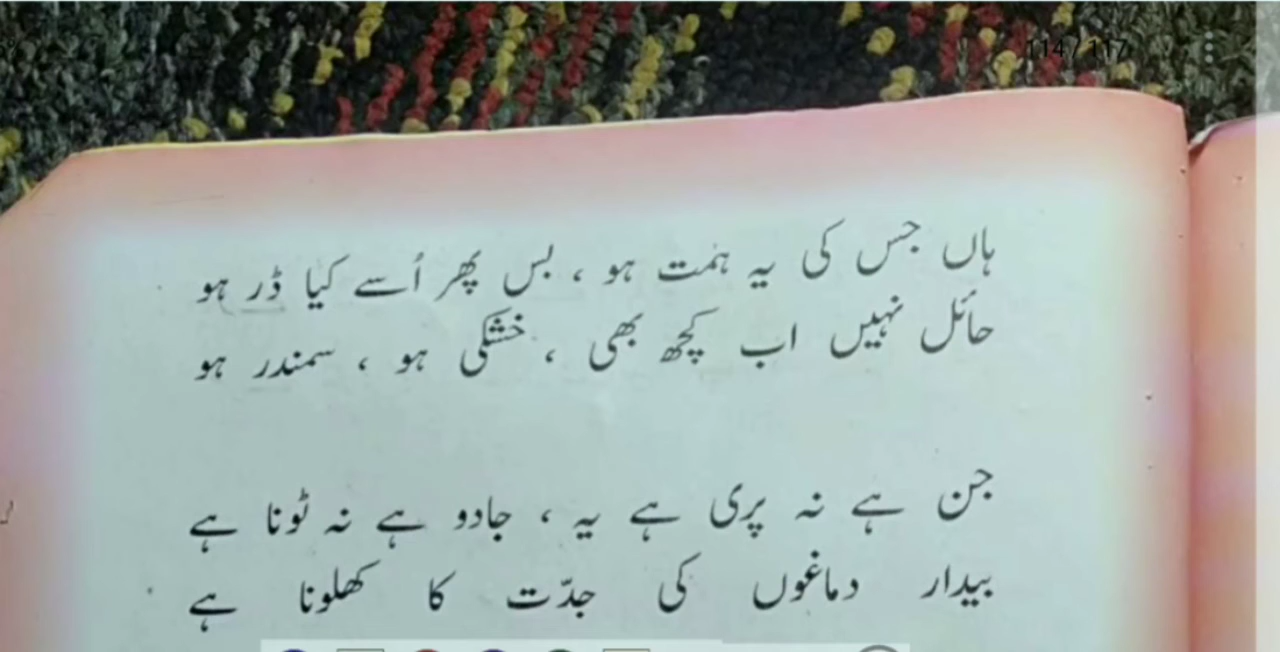 114 / 117
ہاں جس کی یہ ہمت ہو ، بس پھر اُسے کیا ڈر ہو
حائل نہیں اب کچھ بھی ، خشکی ہو ، سمندر ہو
جن ہے نہ پری ہے یہ ، جادو ہے نہ ٹونا ہے
بیدار دماغوں کی جدّت کا کھلونا ہے